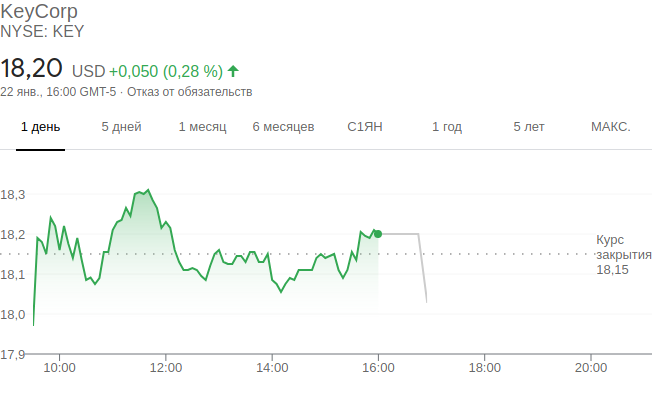 KeyCorp
NYSE: KEY
18,20 USD +0,050 (0,28 %)
22 янв., 16:00 GMT-5 · Отказ от обязательств
1 день 5 дней 1 месяц 6 месяцев С1ЯН 1 год 5 лет МАКС.
18,3
18,2
18,1
18,0
17,9
Курс
закрытия
18,15
10:00 12:00 14:00 16:00 18:00 20:00